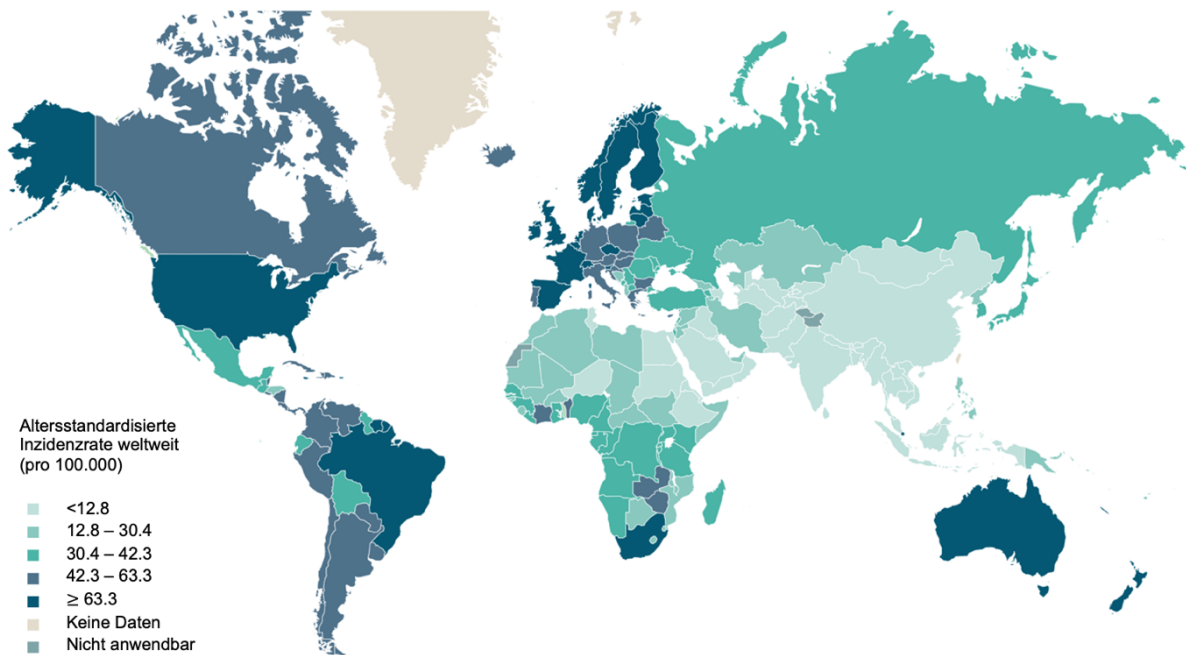 Altersstandardisierte
Inzidenzrate weltweit
(pro 100.000)
<12.8
12.8 – 30.4
30.4 – 42.3
42.3 – 63.3
≥ 63.3
Keine Daten
Nicht anwendbar